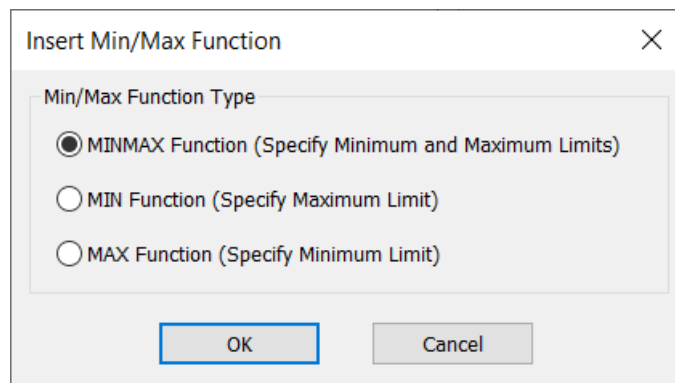 Insert Min/Max Function
Min/Max Function Type
MINMAX Function (Specify Minimum and Maximum Limits)
MIN Function (Specify Maximum Limit)
MAX Function (Specify Minimum Limit)
OK
Cancel